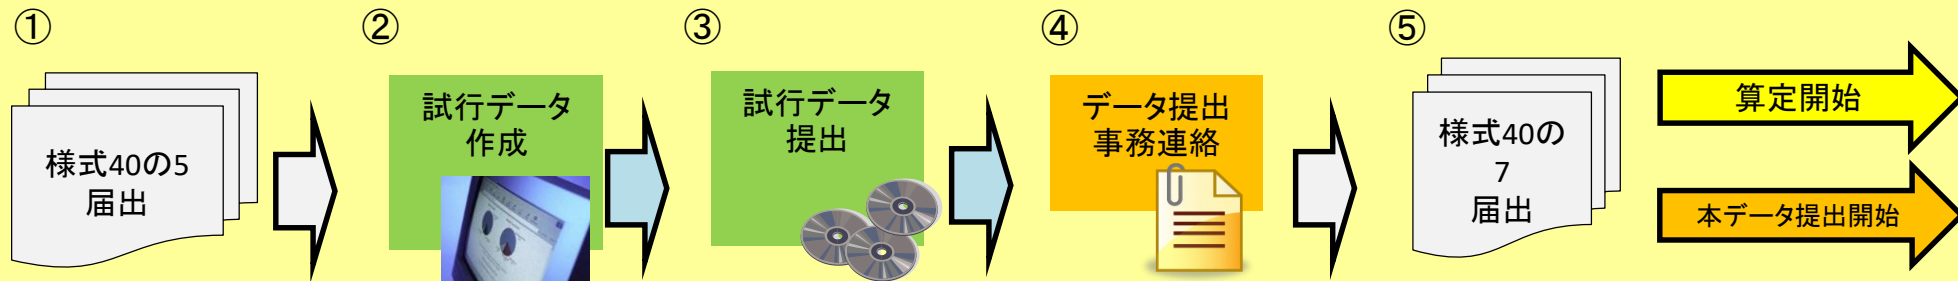 ①
様式40の5
届出
②
試行データ
作成
③
試行データ
提出
④
データ提出
事務連絡
⑤
様式40の
7
届出
算定開始
本データ提出開始